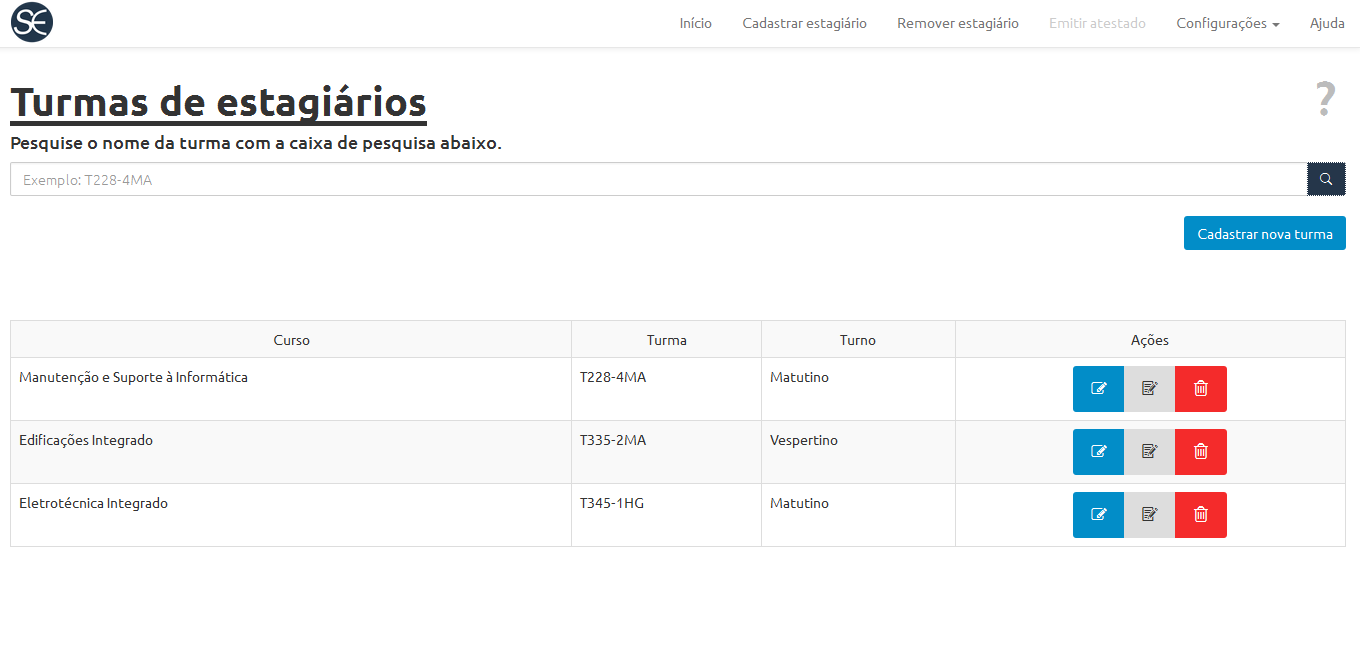 SE
Início Cadastrar estagiário Remover estagiário Emitir atestado Configurações Ajuda
Turmas de estagiários
?
Pesquise o nome da turma com a caixa de pesquisa abaixo.
Exemplo: T228-4MA
Cadastrar nova turma
Curso Turma Turno Ações
Manutenção e Suporte à Informática T228-4MA Matutino
Edificações Integrado T335-2MA Vespertino
Eletrotécnica Integrado T345-1HG Matutino